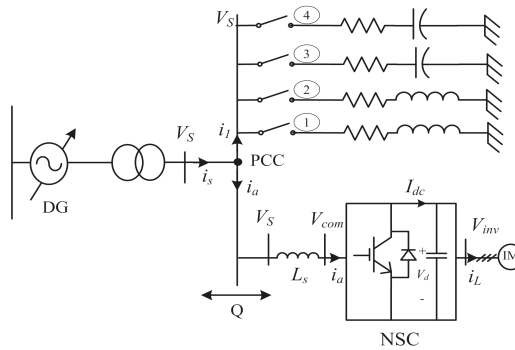 V_S
4
3
2
1
V_S
i_1
PCC
DG
i_s
i_a
V_S
V_com
I_dc
V_inv
+
V_d
-
L_s
i_a
i_L
IM
Q
NSC